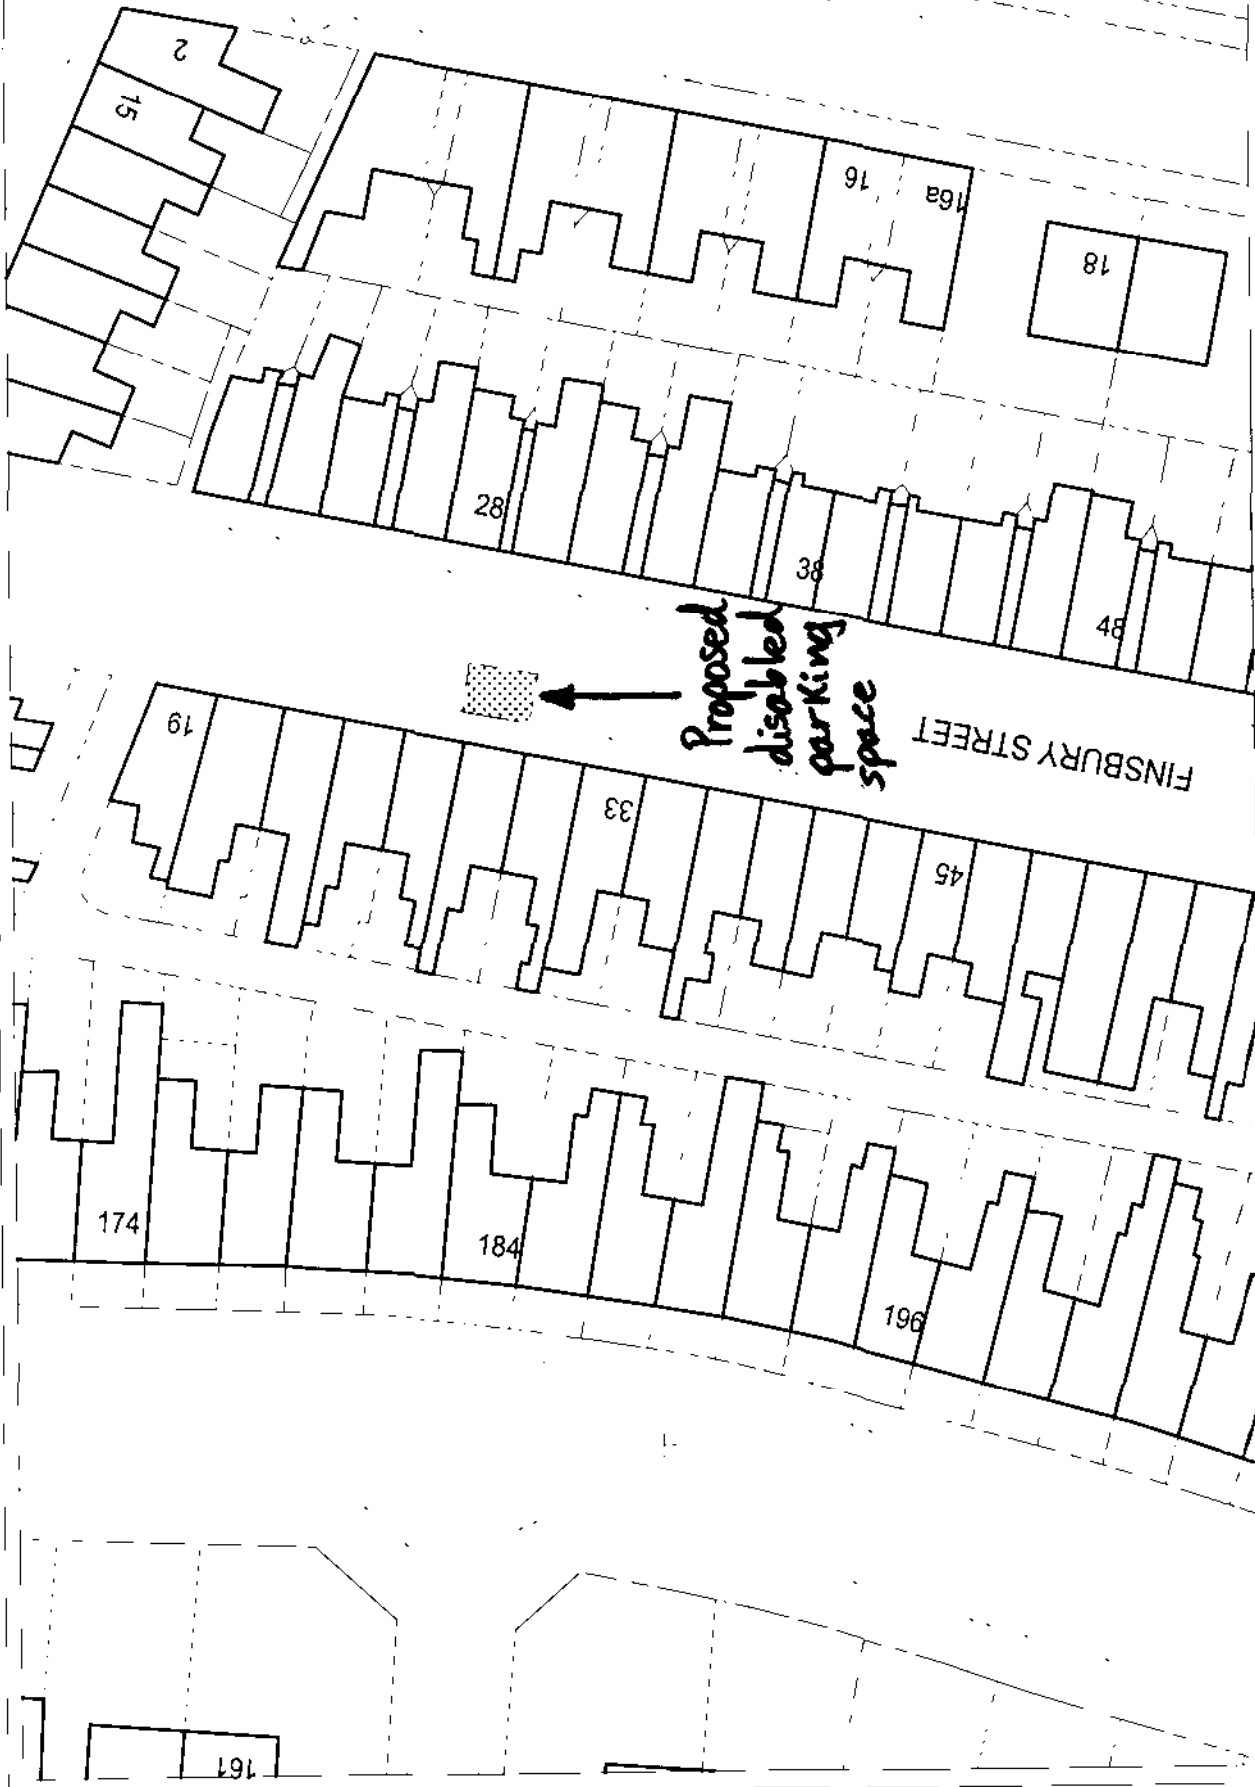 2
15
16
16a
18
28
38
48
Proposed
disabled
parking
space
FINSBURY STREET
19
33
45
174
184
196
161